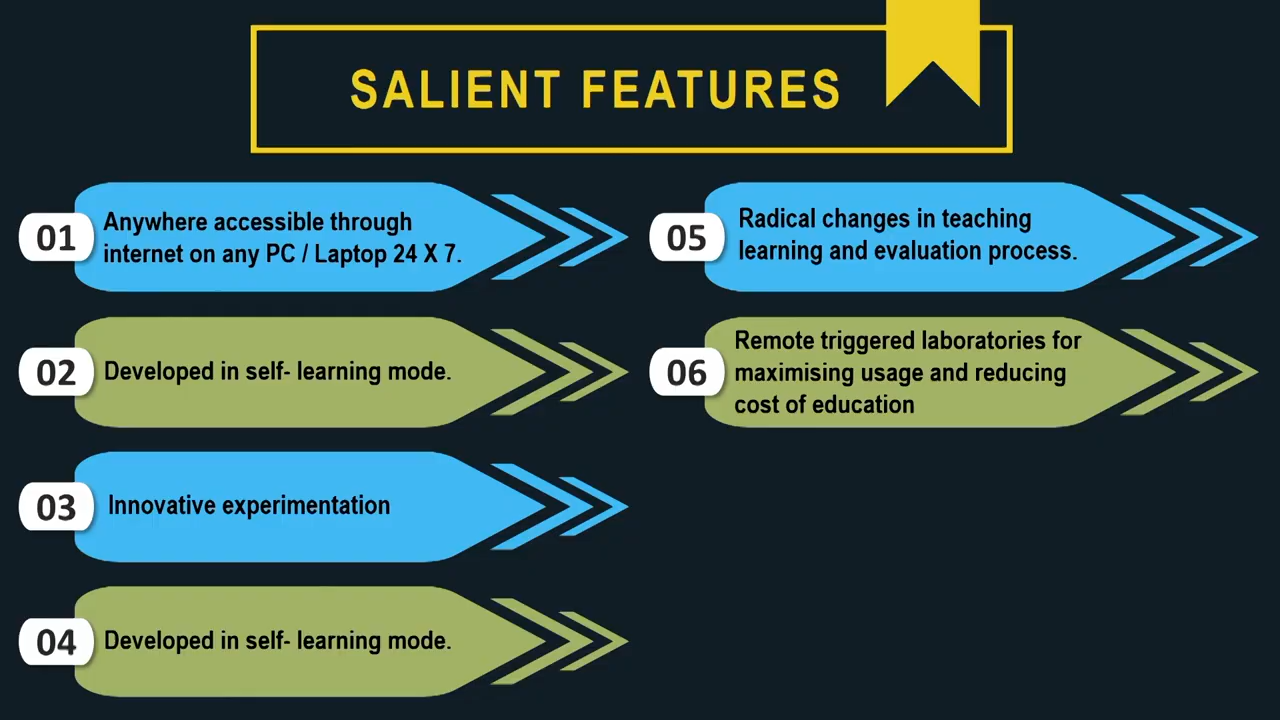 SALIENT FEATURES
01
Anywhere accessible through
internet on any PC / Laptop 24 X 7.
02
Developed in self- learning mode.
03
Innovative experimentation
04
Developed in self- learning mode.
05
Radical changes in teaching
learning and evaluation process.
06
Remote triggered laboratories for
maximising usage and reducing
cost of education